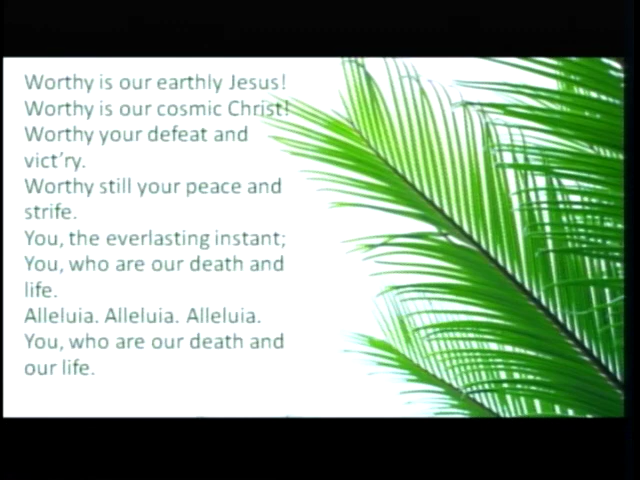 Worthy is our earthly Jesus!
Worthy is our cosmic Christ!
Worthy your defeat and
vict'ry.
Worthy still your peace and
strife.
You, the everlasting instant;
You, who are our death and
life.
Alleluia. Alleluia. Alleluia.
You, who are our death and
our life.